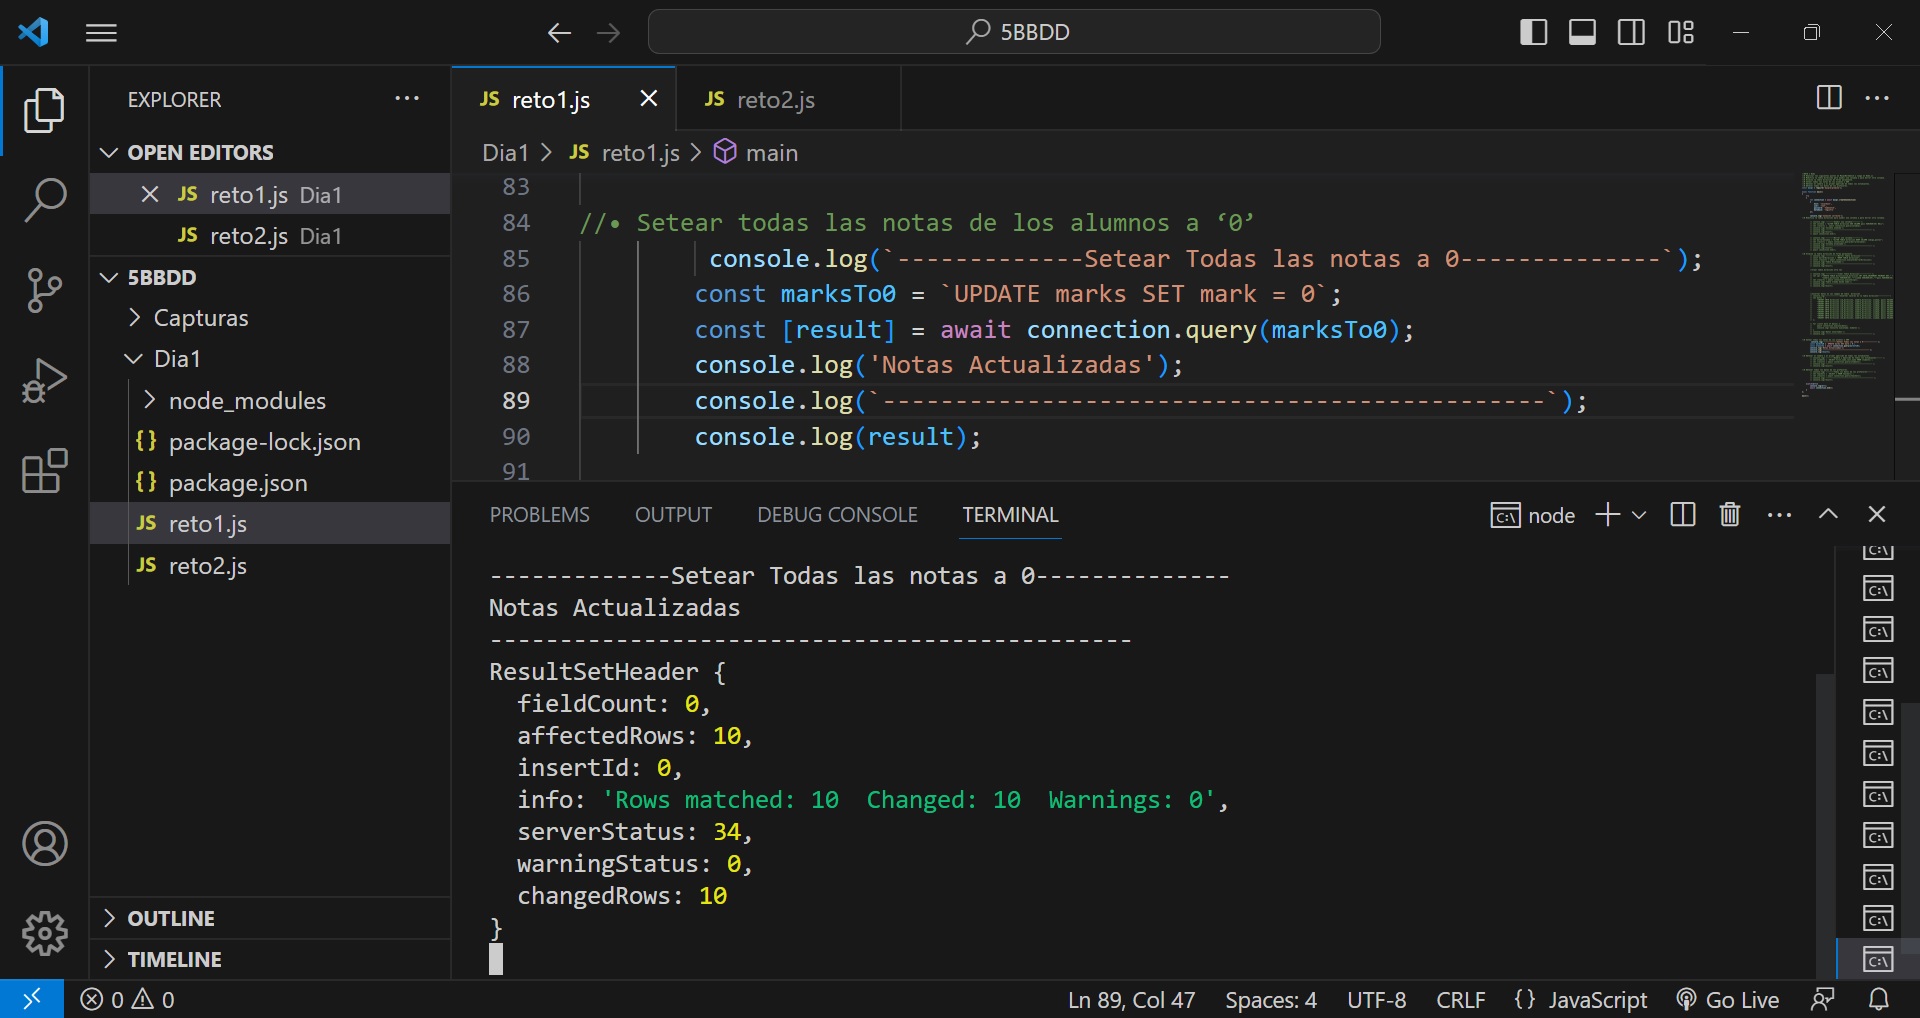 5BBDD
EXPLORER
OPEN EDITORS
JS reto1.js Dia1
JS reto2.js Dia1
5BBDD
Capturas
Dia1
node_modules
{} package-lock.json
{} package.json
JS reto1.js
JS reto2.js
OUTLINE
TIMELINE
JS reto1.js
JS reto2.js
Dia1 > JS reto1.js > main
83
84 //• Setear todas las notas de los alumnos a ‘0’
85 console.log(`-------------Setear Todas las notas a 0--------------`);
86 const marksTo0 = `UPDATE marks SET mark = 0`;
87 const [result] = await connection.query(marksTo0);
88 console.log('Notas Actualizadas');
89 console.log(`----------------------------------------------`);
90 console.log(result);
91
PROBLEMS OUTPUT DEBUG CONSOLE TERMINAL
node
-------------Setear Todas las notas a 0--------------
Notas Actualizadas
----------------------------------------------
ResultSetHeader {
fieldCount: 0,
affectedRows: 10,
insertId: 0,
info: 'Rows matched: 10  Changed: 10  Warnings: 0',
serverStatus: 34,
warningStatus: 0,
changedRows: 10
}
0 0
Ln 89, Col 47 Spaces: 4 UTF-8 CRLF {} JavaScript Go Live